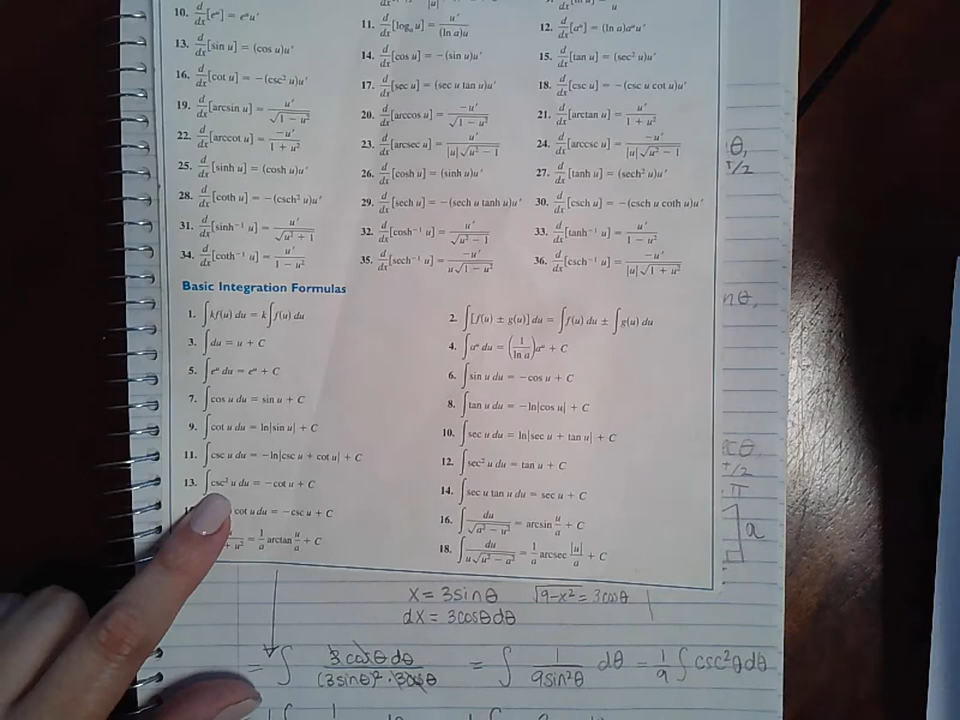 10. d/dx[eᵘ] = eᵘu′
11. d/dx[logₐ u] = u′/(ln a)u
12. d/dx[aᵘ] = (ln a)aᵘu′
13. d/dx[sin u] = (cos u)u′
14. d/dx[cos u] = −(sin u)u′
15. d/dx[tan u] = (sec² u)u′
16. d/dx[cot u] = −(csc² u)u′
17. d/dx[sec u] = (sec u tan u)u′
18. d/dx[csc u] = −(csc u cot u)u′
19. d/dx[arcsin u] = u′/√(1 − u²)
20. d/dx[arccos u] = −u′/√(1 − u²)
21. d/dx[arctan u] = u′/(1 + u²)
22. d/dx[arccot u] = −u′/(1 + u²)
23. d/dx[arcsec u] = u′/(|u|√(u² − 1))
24. d/dx[arccsc u] = −u′/(|u|√(u² − 1))
25. d/dx[sinh u] = (cosh u)u′
26. d/dx[cosh u] = (sinh u)u′
27. d/dx[tanh u] = (sech² u)u′
28. d/dx[coth u] = −(csch² u)u′
29. d/dx[sech u] = −(sech u tanh u)u′
30. d/dx[csch u] = −(csch u coth u)u′
31. d/dx[sinh⁻¹ u] = u′/√(u² + 1)
32. d/dx[cosh⁻¹ u] = u′/√(u² − 1)
33. d/dx[tanh⁻¹ u] = u′/(1 − u²)
34. d/dx[coth⁻¹ u] = u′/(1 − u²)
35. d/dx[sech⁻¹ u] = −u′/(u√(1 − u²))
36. d/dx[csch⁻¹ u] = −u′/(|u|√(1 + u²))
Basic Integration Formulas
1. ∫kf(u) du = k∫f(u) du
2. ∫[f(u) ± g(u)] du = ∫f(u) du ± ∫g(u) du
3. ∫du = u + C
4. ∫aᵘ du = (1/ln a)aᵘ + C
5. ∫eᵘ du = eᵘ + C
6. ∫sin u du = −cos u + C
7. ∫cos u du = sin u + C
8. ∫tan u du = −ln|cos u| + C
9. ∫cot u du = ln|sin u| + C
10. ∫sec u du = ln|sec u + tan u| + C
11. ∫csc u du = −ln|csc u + cot u| + C
12. ∫sec² u du = tan u + C
13. ∫csc² u du = −cot u + C
14. ∫sec u tan u du = sec u + C
cot u du = −csc u + C
16. ∫du/√(a² − u²) = arcsin u/a + C
+ u² = 1/a arctan u/a + C
18. ∫du/(u√(u² − a²)) = 1/a arcsec |u|/a + C
θ,
π/2
nθ,
θ,
π/2
π
a
x = 3sinθ √(9−x²) = 3cosθ
dx = 3cosθdθ
= ∫ 3cosθdθ/((3sinθ)² · 3cosθ) = ∫ 1/(9sin²θ) dθ = 1/9 ∫ csc²θdθ